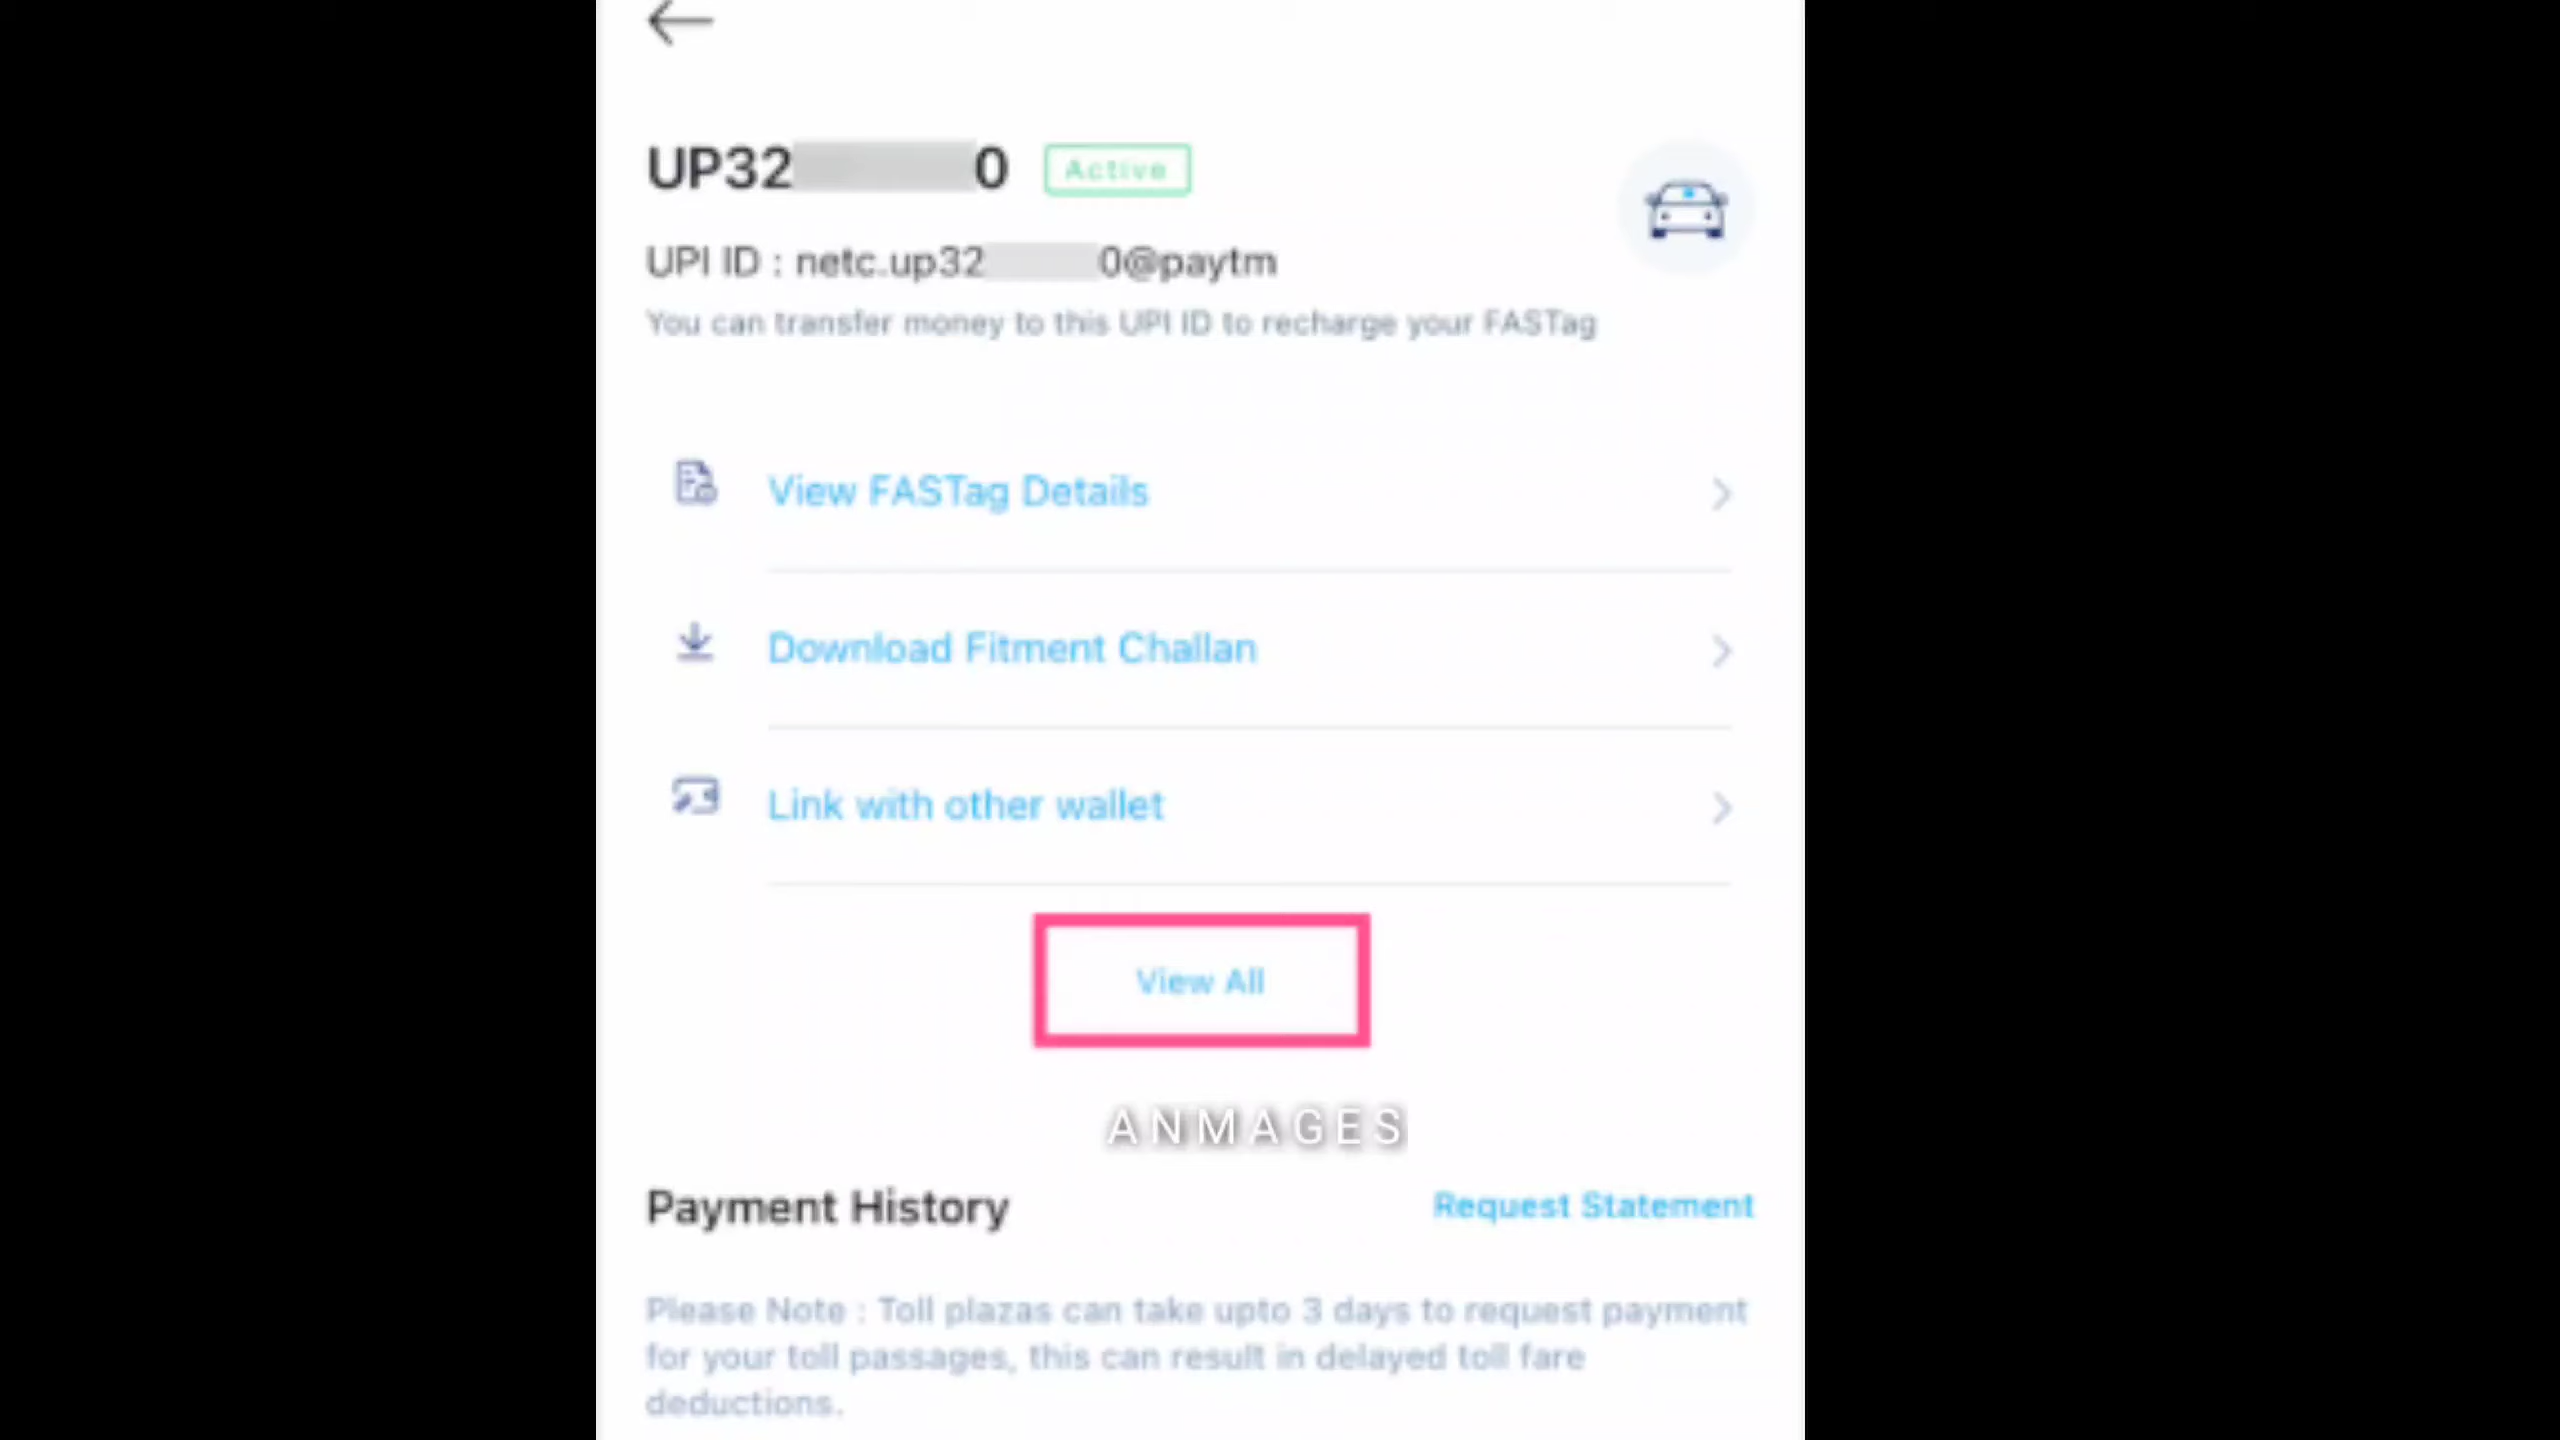 UP32 0 Active
UPI ID : netc.up32 0@paytm
You can transfer money to this UPI ID to recharge your FASTag
View FASTag Details
Download Fitment Challan
Link with other wallet
View All
ANMAGES
Payment History Request Statement
Please Note : Toll plazas can take upto 3 days to request payment
for your toll passages, this can result in delayed toll fare
deductions.